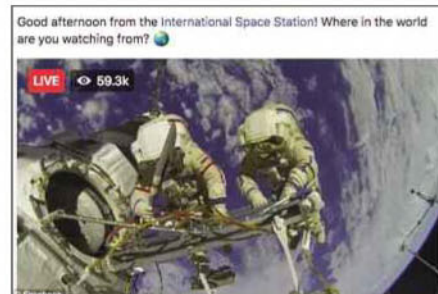 Good afternoon from the International Space Station! Where in the world
are you watching from?
LIVE 59.3k